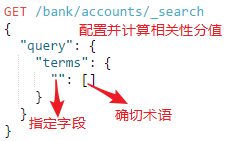 GET /bank/accounts/_search
{ 配置并计算相关性分值
"query": {
"terms": {
"": []
}
指定字段 确切术语
}
}